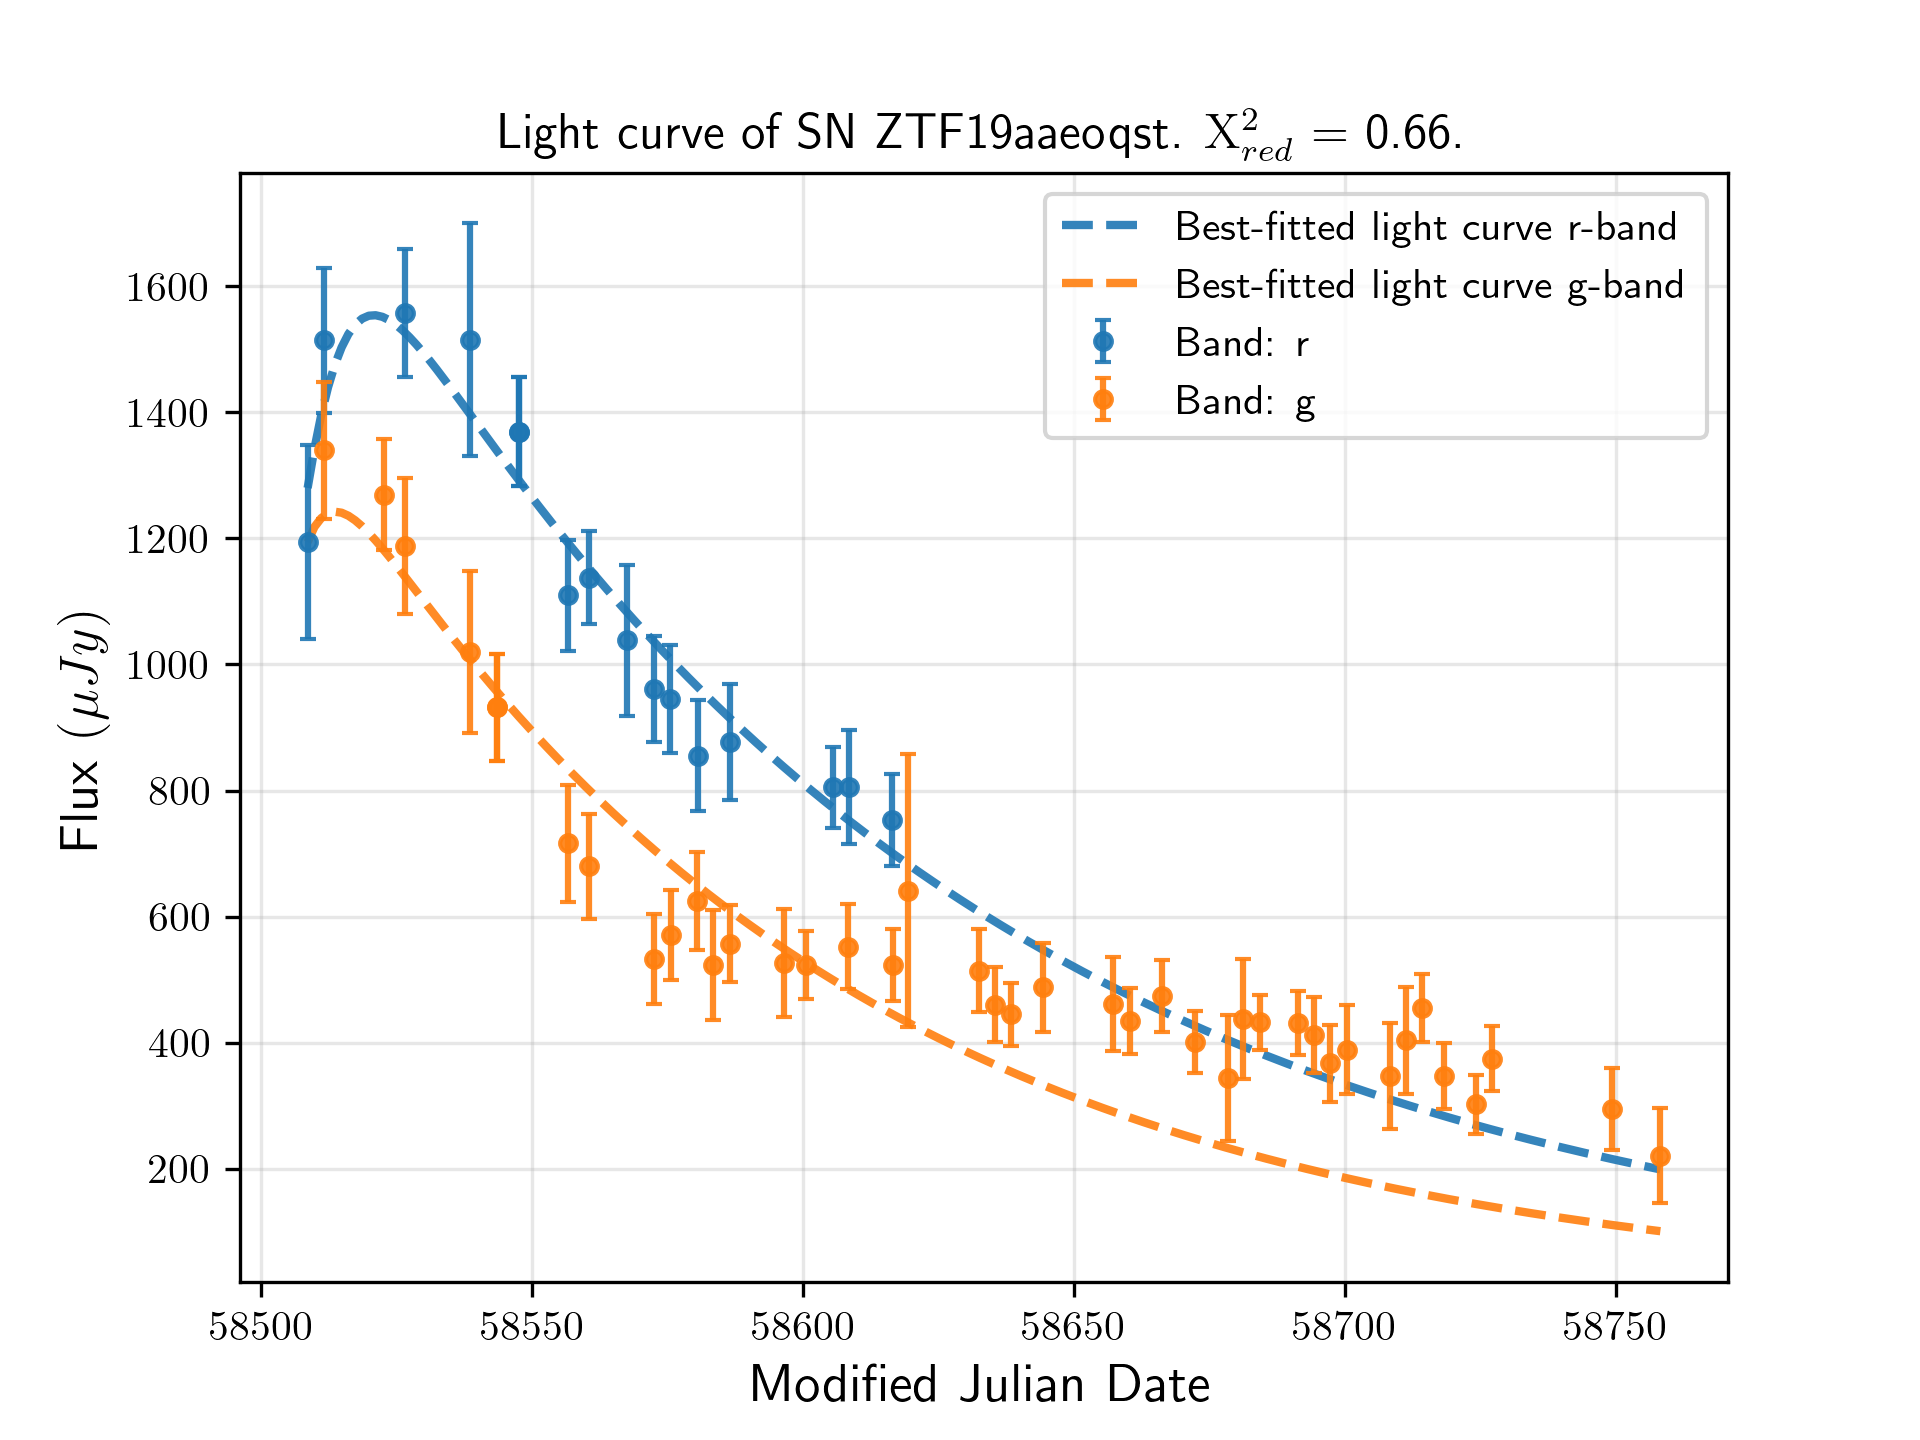 Light curve of SN ZTF19aaeoqst. X²red = 0.66.
Best-fitted light curve r-band
Best-fitted light curve g-band
Band: r
Band: g
Flux (μJy)
1600
1400
1200
1000
800
600
400
200
58500 58550 58600 58650 58700 58750
Modified Julian Date